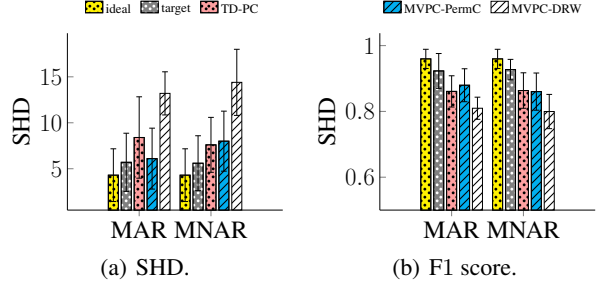 ideal target TD-PC
SHD
15
10
5
MAR MNAR
(a) SHD.
MVPC-PermC MVPC-DRW
SHD
1
0.8
0.6
MAR MNAR
(b) F1 score.